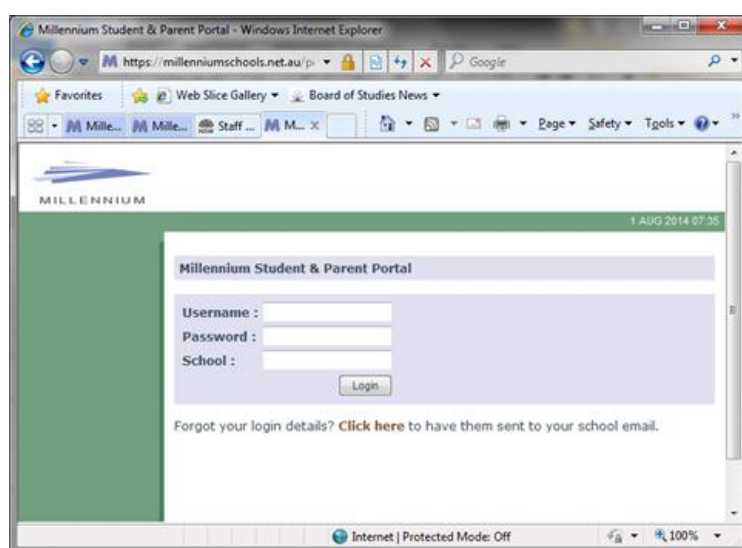 Millennium Student & Parent Portal - Windows Internet Explorer
https://millenniumschools.net.au/p
Google
Favorites Web Slice Gallery Board of Studies News
Mille... Mille... Staff ... M... Page Safety Tools
MILLENNIUM
1 AUG 2014 07:35
Millennium Student & Parent Portal
Username :
Password :
School :
Login
Forgot your login details? Click here to have them sent to your school email.
Internet | Protected Mode: Off 100%